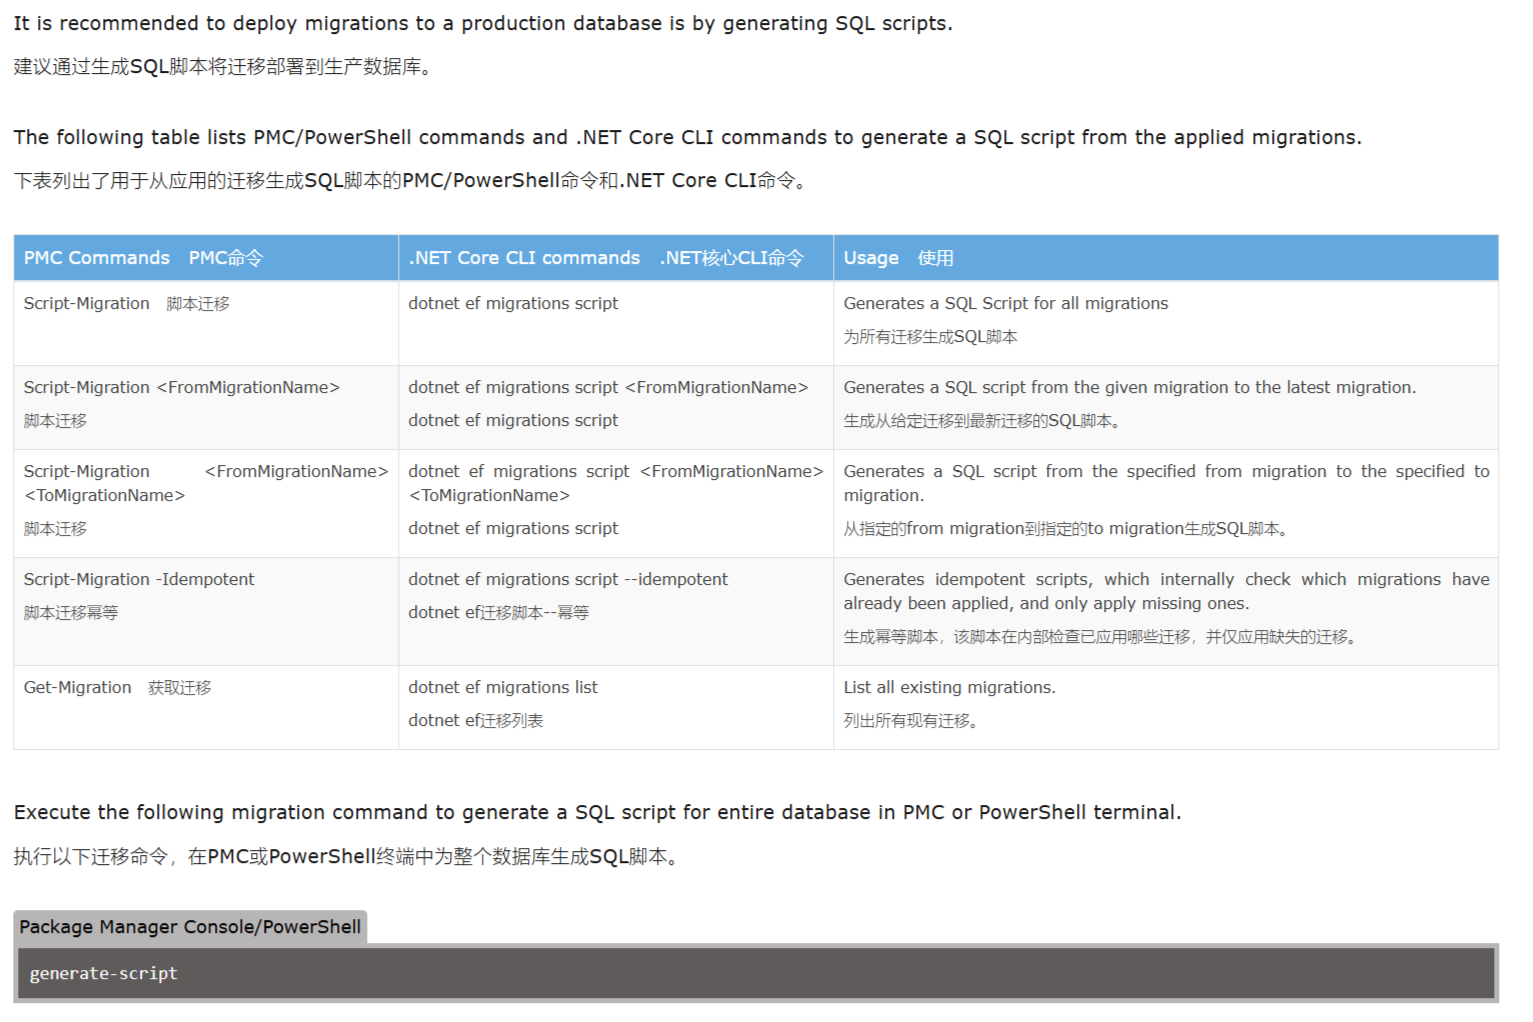 It is recommended to deploy migrations to a production database is by generating SQL scripts.
建议通过生成SQL脚本将迁移部署到生产数据库。
The following table lists PMC/PowerShell commands and .NET Core CLI commands to generate a SQL script from the applied migrations.
下表列出了用于从应用的迁移生成SQL脚本的PMC/PowerShell命令和.NET Core CLI命令。
PMC Commands PMC命令 .NET Core CLI commands .NET核心CLI命令 Usage 使用
Script-Migration 脚本迁移
dotnet ef migrations script
Generates a SQL Script for all migrations
为所有迁移生成SQL脚本
Script-Migration <FromMigrationName>
脚本迁移
dotnet ef migrations script <FromMigrationName>
dotnet ef migrations script
Generates a SQL script from the given migration to the latest migration.
生成从给定迁移到最新迁移的SQL脚本。
Script-Migration <FromMigrationName>
<ToMigrationName>
脚本迁移
dotnet ef migrations script <FromMigrationName>
<ToMigrationName>
dotnet ef migrations script
Generates a SQL script from the specified from migration to the specified to
migration.
从指定的from migration到指定的to migration生成SQL脚本。
Script-Migration -Idempotent
脚本迁移幂等
dotnet ef migrations script --idempotent
dotnet ef迁移脚本--幂等
Generates idempotent scripts, which internally check which migrations have
already been applied, and only apply missing ones.
生成幂等脚本，该脚本在内部检查已应用哪些迁移，并仅应用缺失的迁移。
Get-Migration 获取迁移
dotnet ef migrations list
dotnet ef迁移列表
List all existing migrations.
列出所有现有迁移。
Execute the following migration command to generate a SQL script for entire database in PMC or PowerShell terminal.
执行以下迁移命令，在PMC或PowerShell终端中为整个数据库生成SQL脚本。
Package Manager Console/PowerShell
generate-script